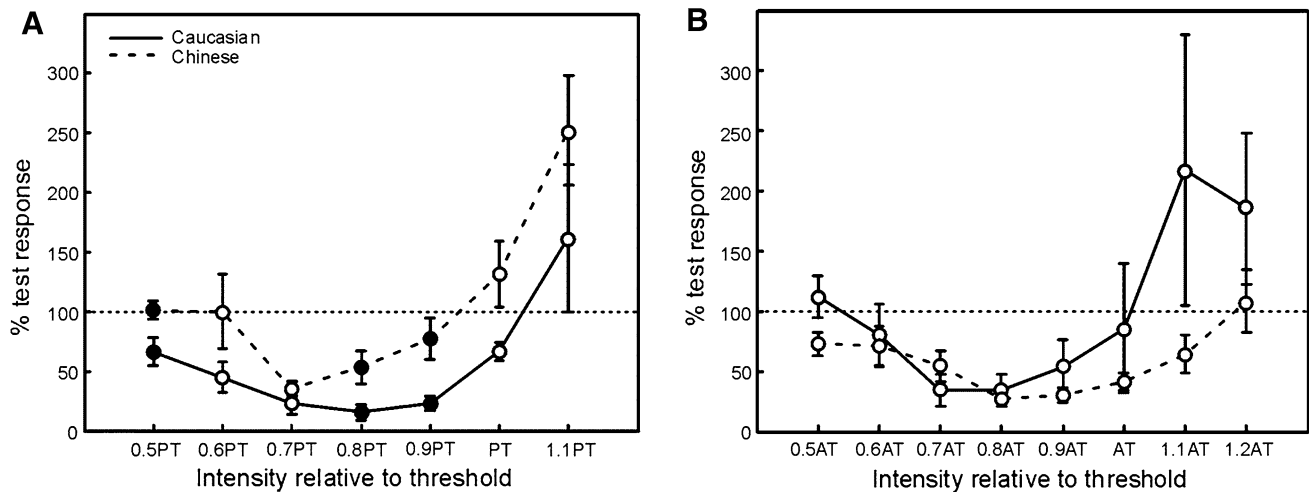 A
Caucasian
Chinese
300
250
200
150
100
50
0
% test response
0.5PT 0.6PT 0.7PT 0.8PT 0.9PT PT 1.1PT
Intensity relative to threshold
B
300
250
200
150
100
50
0
% test response
0.5AT 0.6AT 0.7AT 0.8AT 0.9AT AT 1.1AT 1.2AT
Intensity relative to threshold